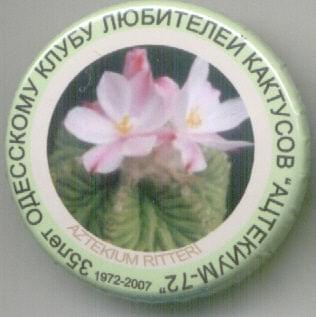 35лет ОДЕССКОМУ КЛУБУ ЛЮБИТЕЛЕЙ КАКТУСОВ "АЦТЕКИУМ-72"
AZTEKIUM RITTERI
1972-2007